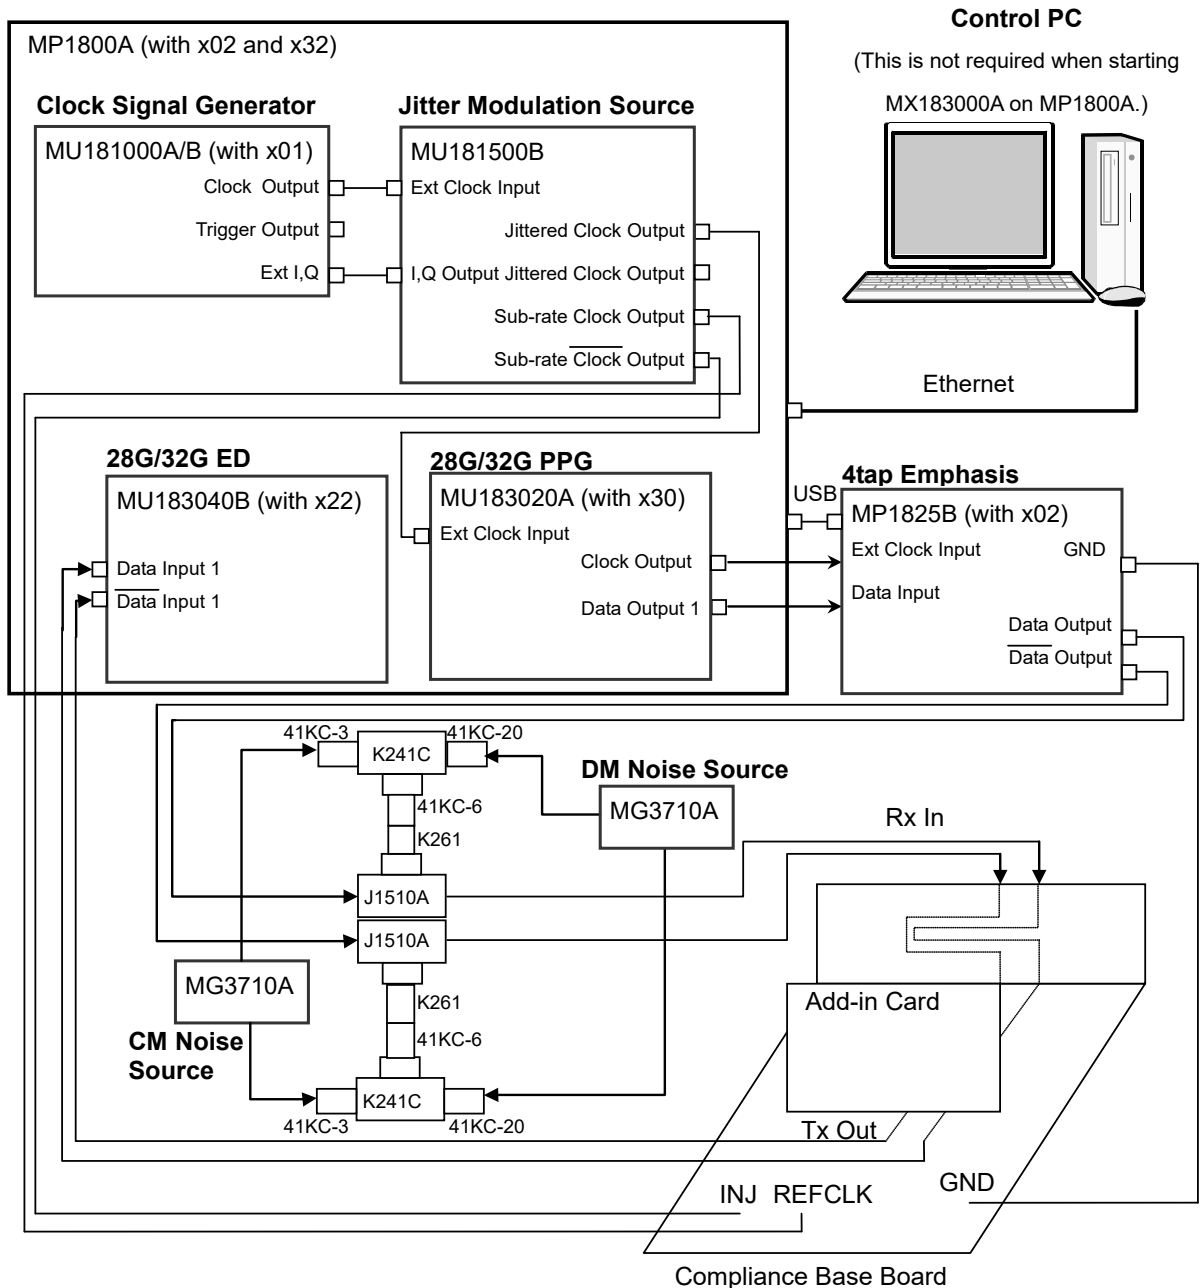 Control PC
(This is not required when starting
MX183000A on MP1800A.)
MP1800A (with x02 and x32)
Clock Signal Generator
MU181000A/B (with x01)
Clock Output
Trigger Output
Ext I,Q
Jitter Modulation Source
MU181500B
Ext Clock Input
Jittered Clock Output
I,Q Output Jittered Clock Output
Sub-rate Clock Output
Sub-rate Clock Output
Ethernet
28G/32G ED
MU183040B (with x22)
Data Input 1
Data Input 1
28G/32G PPG
MU183020A (with x30)
Ext Clock Input
Clock Output
Data Output 1
USB
4tap Emphasis
MP1825B (with x02)
Ext Clock Input
GND
Data Input
Data Output
Data Output
41KC-3
K241C
41KC-20
41KC-6
K261
J1510A
J1510A
K261
41KC-6
K241C
41KC-3
41KC-20
DM Noise Source
MG3710A
MG3710A
CM Noise
Source
Rx In
Add-in Card
Tx Out
INJ REFCLK
GND
Compliance Base Board